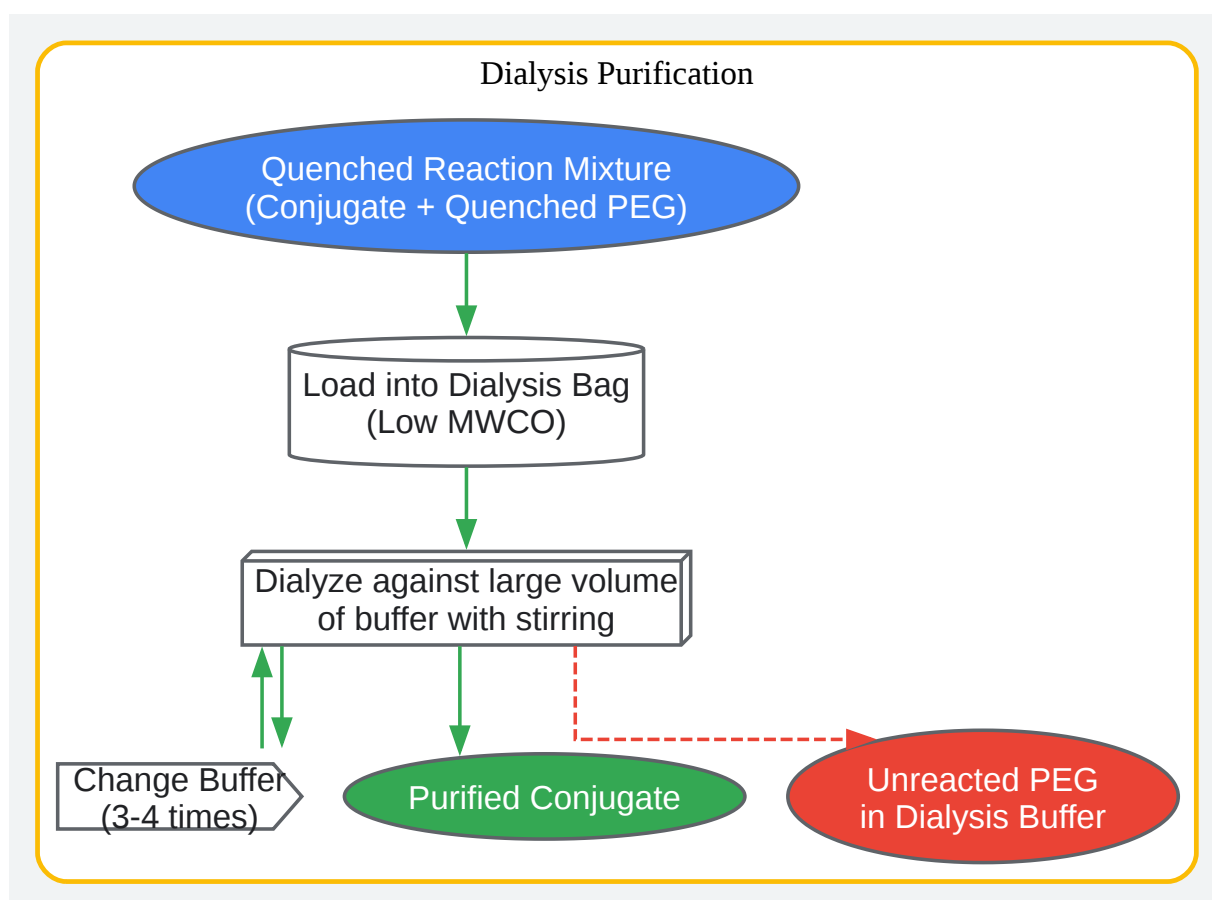 Dialysis Purification
Quenched Reaction Mixture
(Conjugate + Quenched PEG)
Load into Dialysis Bag
(Low MWCO)
Dialyze against large volume
of buffer with stirring
Change Buffer
(3-4 times)
Purified Conjugate
Unreacted PEG
in Dialysis Buffer